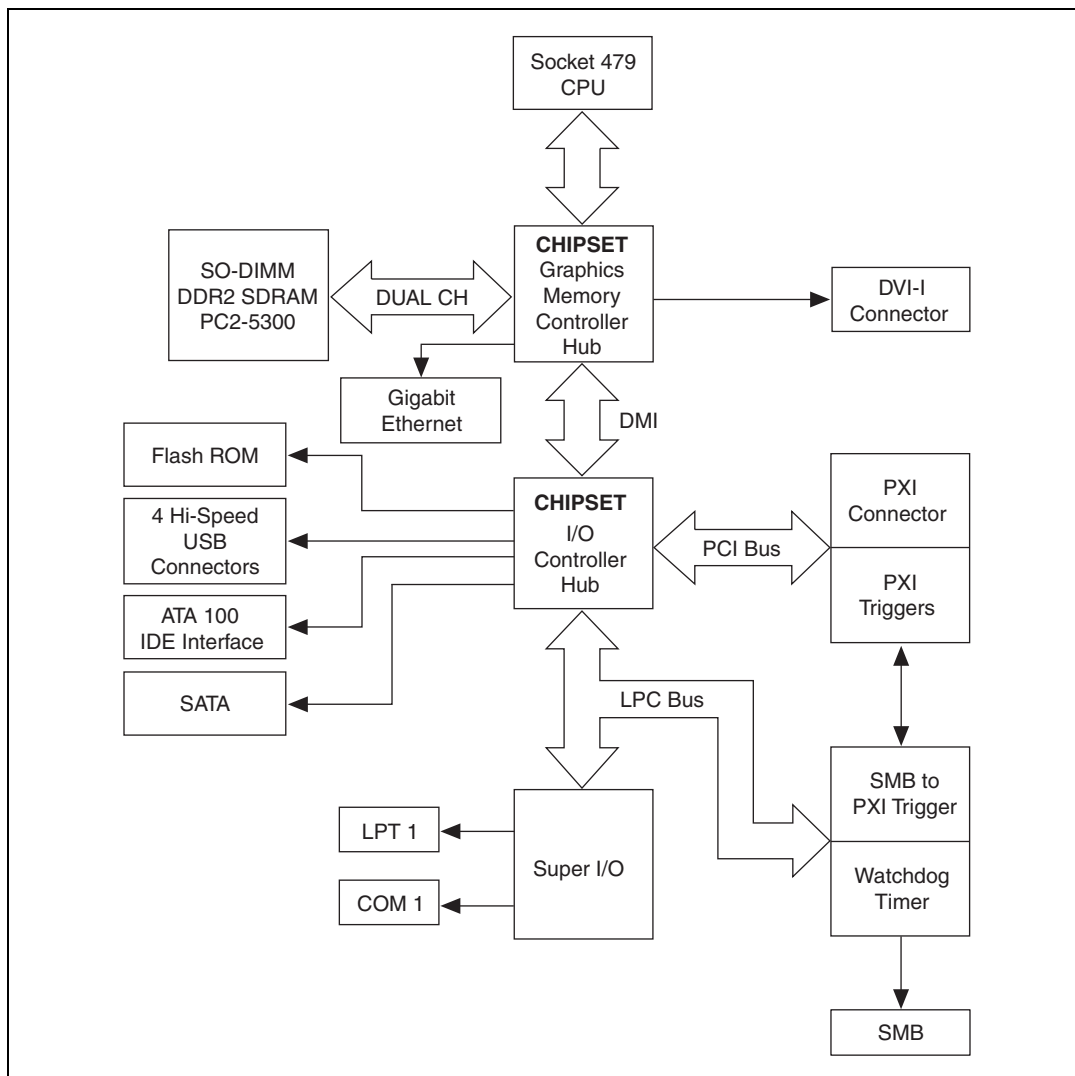 Socket 479
CPU
CHIPSET
Graphics
Memory
Controller
Hub
SO-DIMM
DDR2 SDRAM
PC2-5300
DUAL CH
DVI-I
Connector
Gigabit
Ethernet
DMI
Flash ROM
4 Hi-Speed
USB
Connectors
ATA 100
IDE Interface
SATA
CHIPSET
I/O
Controller
Hub
PCI Bus
PXI
Connector
PXI
Triggers
LPC Bus
SMB to
PXI Trigger
Watchdog
Timer
LPT 1
COM 1
Super I/O
SMB